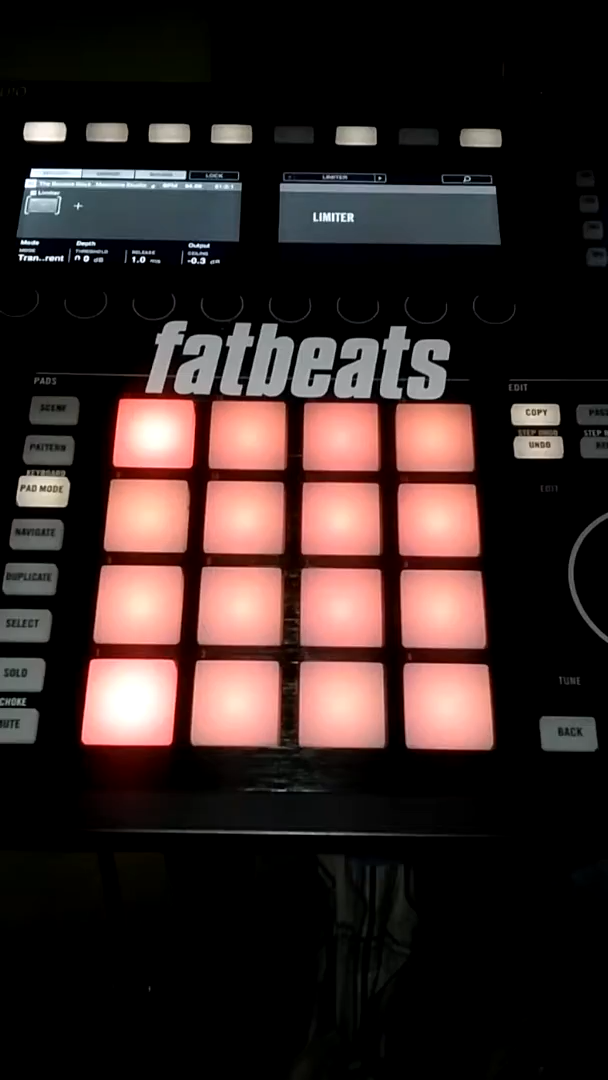 LOCK
LIMITER
Limiter
LIMITER
Mode
Depth
Output
MODE
THRESHOLD
RELEASE
CEILING
Tran..rent
0.0 dB
1.0 ms
-0.3 dB
fatbeats
PADS
EDIT
SCENE
COPY
STEP UNDO
PATTERN
UNDO
KEYBOARD
PAD MODE
EDIT
NAVIGATE
DUPLICATE
SELECT
SOLO
TUNE
CHOKE
MUTE
BACK